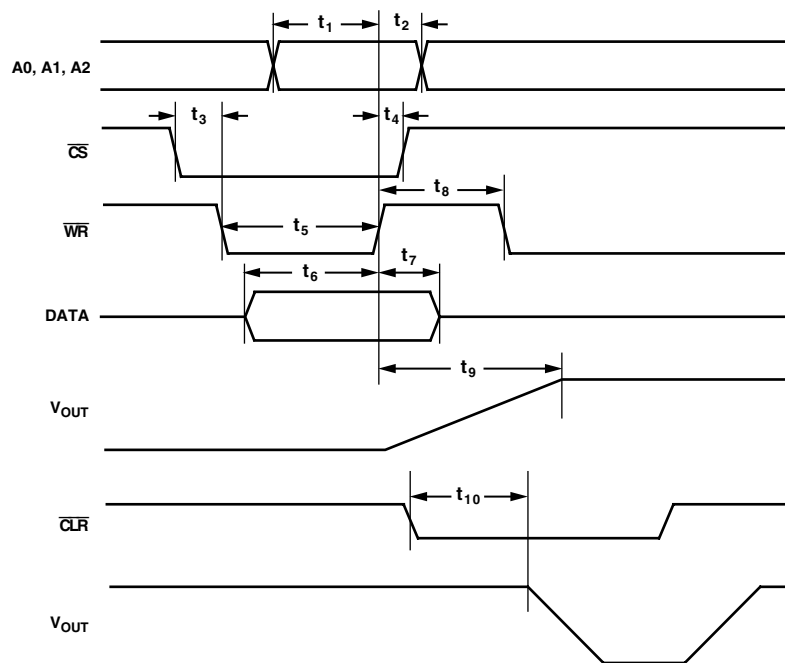 t1 t2
A0, A1, A2
t3 t4
CS
t8
WR t5
t6 t7
DATA
t9
VOUT
t10
CLR
VOUT